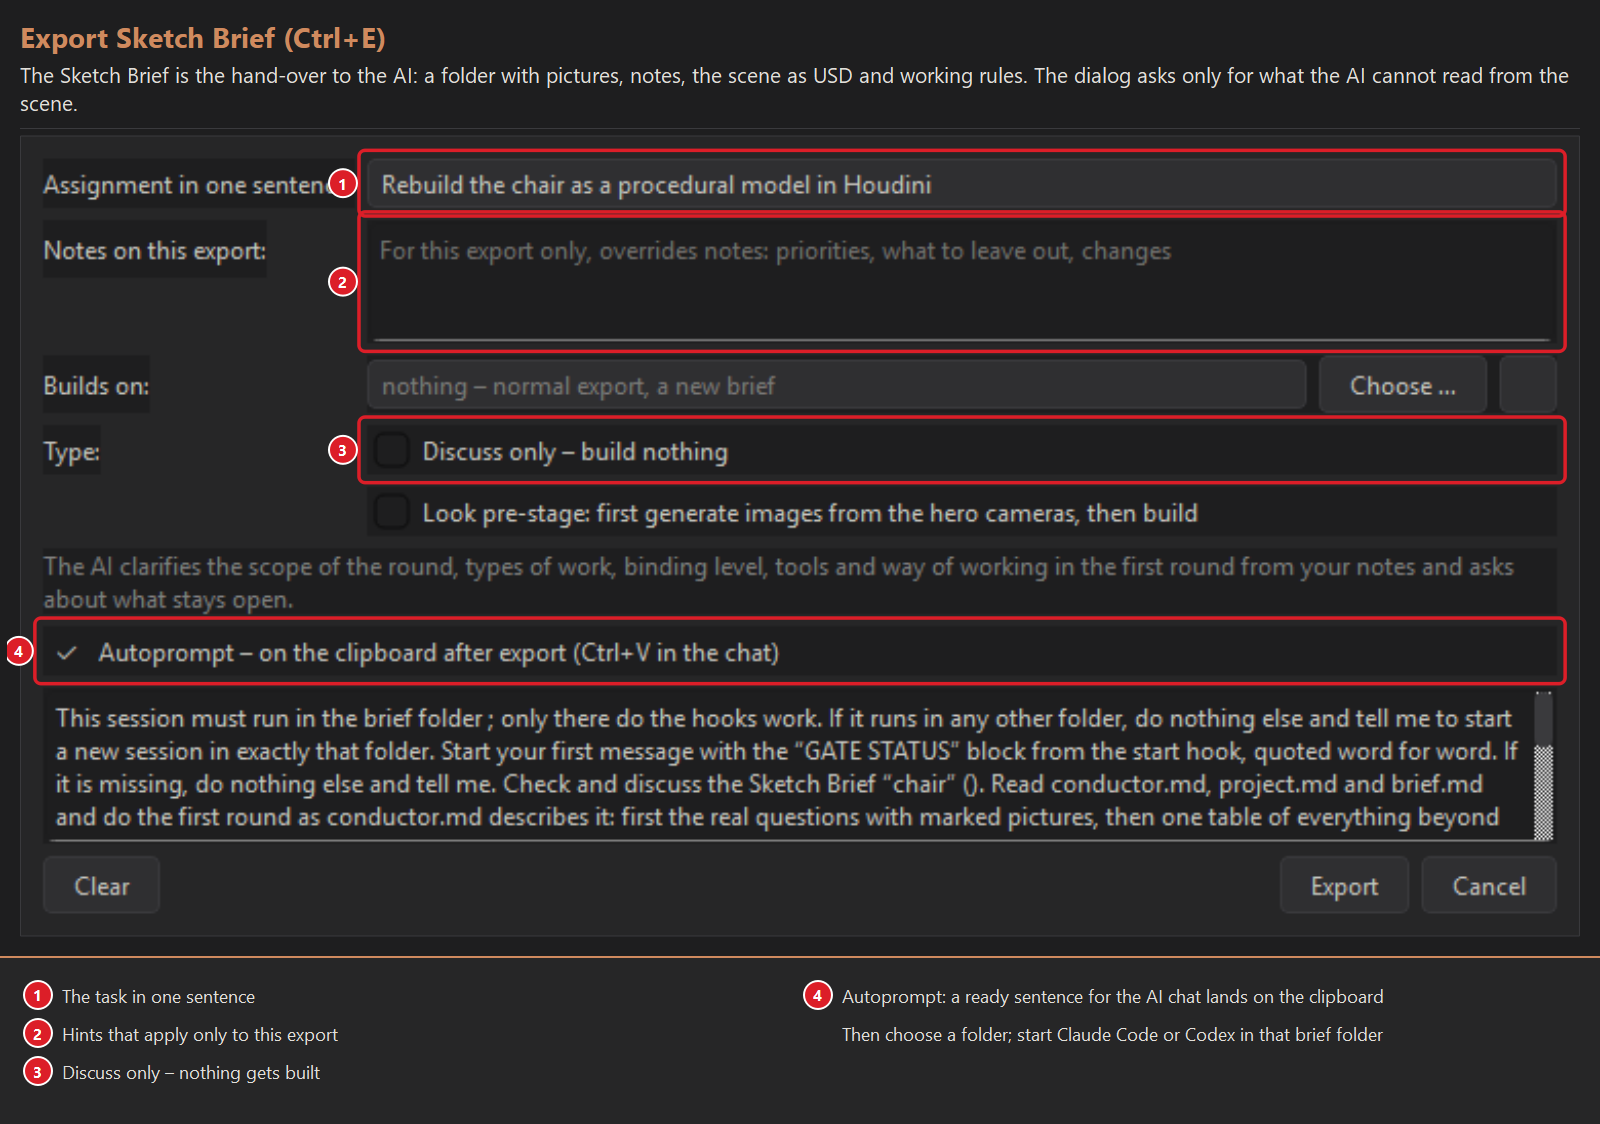 Export Sketch Brief (Ctrl+E)
The Sketch Brief is the hand-over to the AI: a folder with pictures, notes, the scene as USD and working rules. The dialog asks only for what the AI cannot read from the
scene.
Assignment in one senten
1
Rebuild the chair as a procedural model in Houdini
Notes on this export:
For this export only, overrides notes: priorities, what to leave out, changes
2
Builds on:
nothing – normal export, a new brief
Choose ...
Type:
3
Discuss only – build nothing
Look pre-stage: first generate images from the hero cameras, then build
The AI clarifies the scope of the round, types of work, binding level, tools and way of working in the first round from your notes and asks
about what stays open.
4
Autoprompt – on the clipboard after export (Ctrl+V in the chat)
This session must run in the brief folder ; only there do the hooks work. If it runs in any other folder, do nothing else and tell me to start
a new session in exactly that folder. Start your first message with the “GATE STATUS” block from the start hook, quoted word for word. If
it is missing, do nothing else and tell me. Check and discuss the Sketch Brief “chair” (). Read conductor.md, project.md and brief.md
and do the first round as conductor.md describes it: first the real questions with marked pictures, then one table of everything beyond
Clear
Export
Cancel
1 The task in one sentence
2 Hints that apply only to this export
3 Discuss only – nothing gets built
4 Autoprompt: a ready sentence for the AI chat lands on the clipboard
Then choose a folder; start Claude Code or Codex in that brief folder